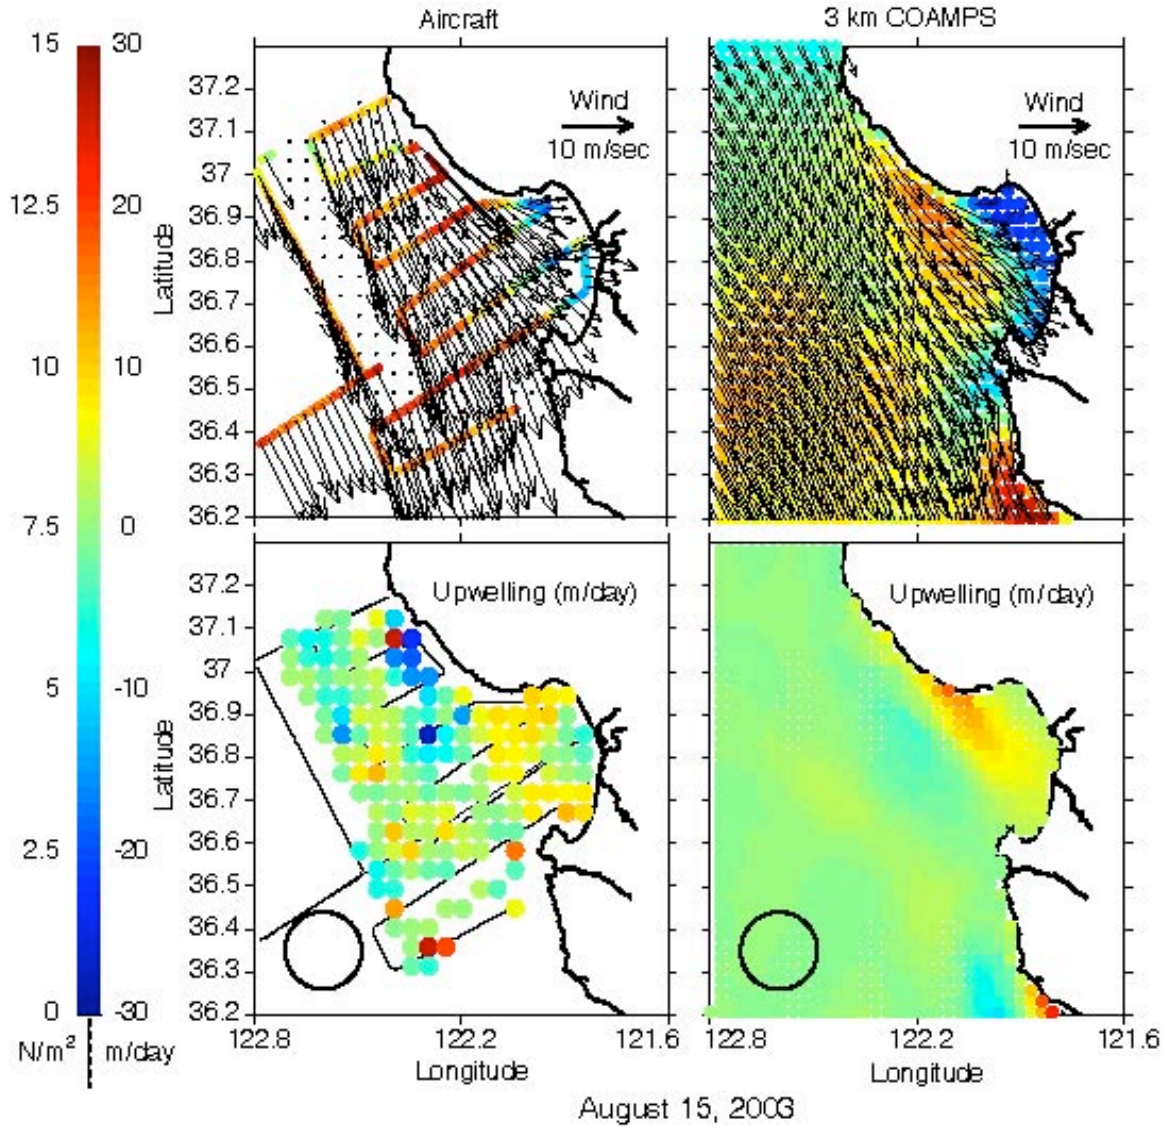 Aircraft
3 km COAMPS
15 30
12.5 20
10 10
7.5 0
5 -10
2.5 -20
0 -30
N/m² m/day
Latitude
37.2
37.1
37
36.9
36.8
36.7
36.6
36.5
36.4
36.3
36.2
Wind
10 m/sec
Wind
10 m/sec
Latitude
37.2
37.1
37
36.9
36.8
36.7
36.6
36.5
36.4
36.3
36.2
Upwelling (m/day)
Upwelling (m/day)
122.8 122.2 121.6
122.8 122.2 121.6
Longitude
Longitude
August 15, 2003